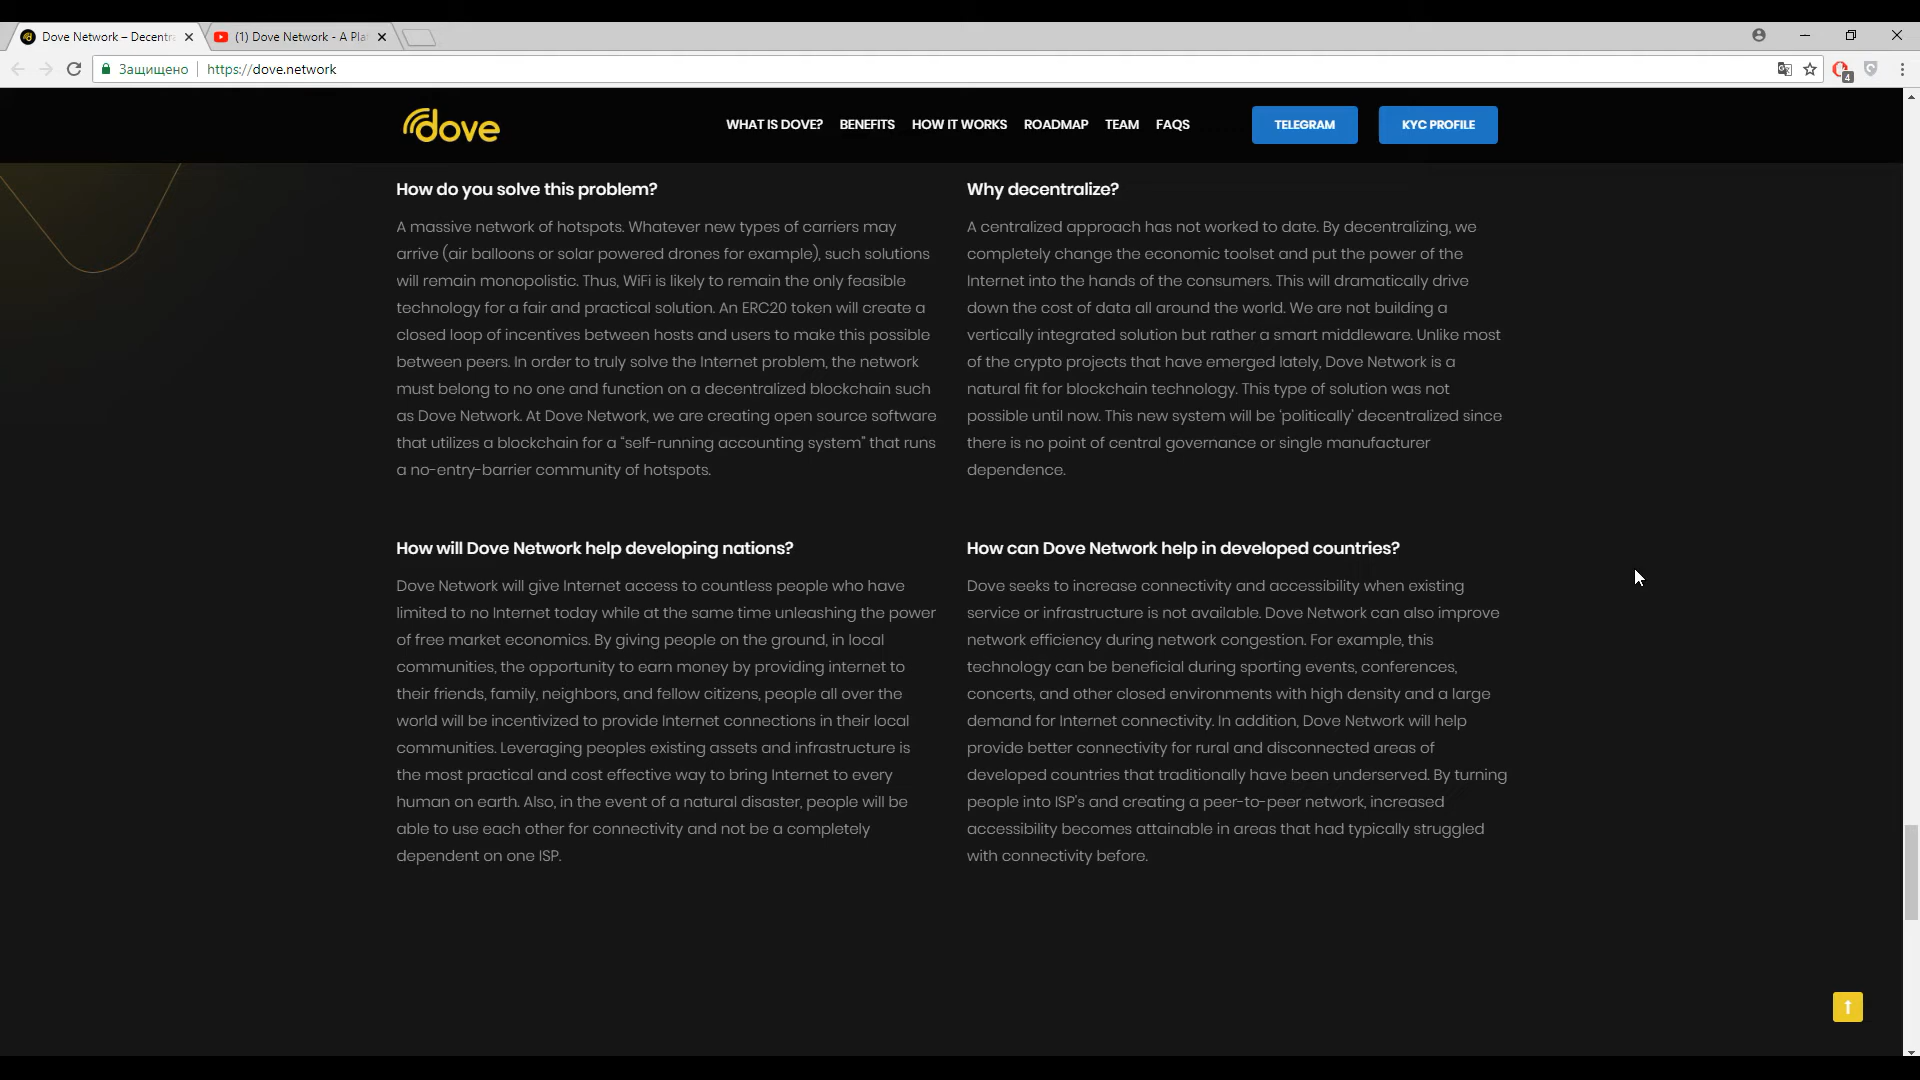 Dove Network – Decentr
(1) Dove Network - A Pla
Защищено
https://dove.network
4
dove
WHAT IS DOVE?
BENEFITS
HOW IT WORKS
ROADMAP
TEAM
FAQS
TELEGRAM
KYC PROFILE
How do you solve this problem?
A massive network of hotspots. Whatever new types of carriers may
arrive (air balloons or solar powered drones for example), such solutions
will remain monopolistic. Thus, WiFi is likely to remain the only feasible
technology for a fair and practical solution. An ERC20 token will create a
closed loop of incentives between hosts and users to make this possible
between peers. In order to truly solve the Internet problem, the network
must belong to no one and function on a decentralized blockchain such
as Dove Network. At Dove Network, we are creating open source software
that utilizes a blockchain for a “self-running accounting system” that runs
a no-entry-barrier community of hotspots.
Why decentralize?
A centralized approach has not worked to date. By decentralizing, we
completely change the economic toolset and put the power of the
Internet into the hands of the consumers. This will dramatically drive
down the cost of data all around the world. We are not building a
vertically integrated solution but rather a smart middleware. Unlike most
of the crypto projects that have emerged lately, Dove Network is a
natural fit for blockchain technology. This type of solution was not
possible until now. This new system will be ‘politically’ decentralized since
there is no point of central governance or single manufacturer
dependence.
How will Dove Network help developing nations?
Dove Network will give Internet access to countless people who have
limited to no Internet today while at the same time unleashing the power
of free market economics. By giving people on the ground, in local
communities, the opportunity to earn money by providing internet to
their friends, family, neighbors, and fellow citizens, people all over the
world will be incentivized to provide Internet connections in their local
communities. Leveraging peoples existing assets and infrastructure is
the most practical and cost effective way to bring Internet to every
human on earth. Also, in the event of a natural disaster, people will be
able to use each other for connectivity and not be a completely
dependent on one ISP.
How can Dove Network help in developed countries?
Dove seeks to increase connectivity and accessibility when existing
service or infrastructure is not available. Dove Network can also improve
network efficiency during network congestion. For example, this
technology can be beneficial during sporting events, conferences,
concerts, and other closed environments with high density and a large
demand for Internet connectivity. In addition, Dove Network will help
provide better connectivity for rural and disconnected areas of
developed countries that traditionally have been underserved. By turning
people into ISP’s and creating a peer-to-peer network, increased
accessibility becomes attainable in areas that had typically struggled
with connectivity before.